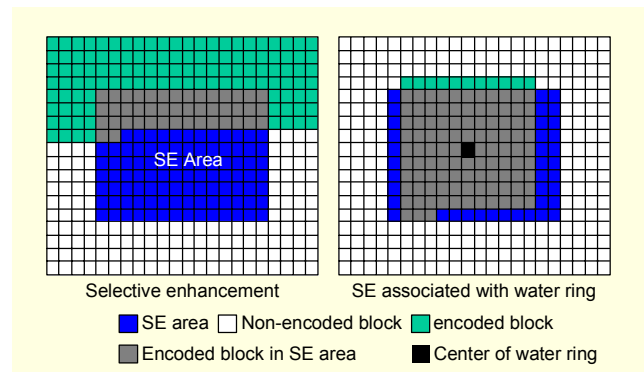 SE Area
Selective enhancement
SE associated with water ring
SE area
Non-encoded block
encoded block
Encoded block in SE area
Center of water ring